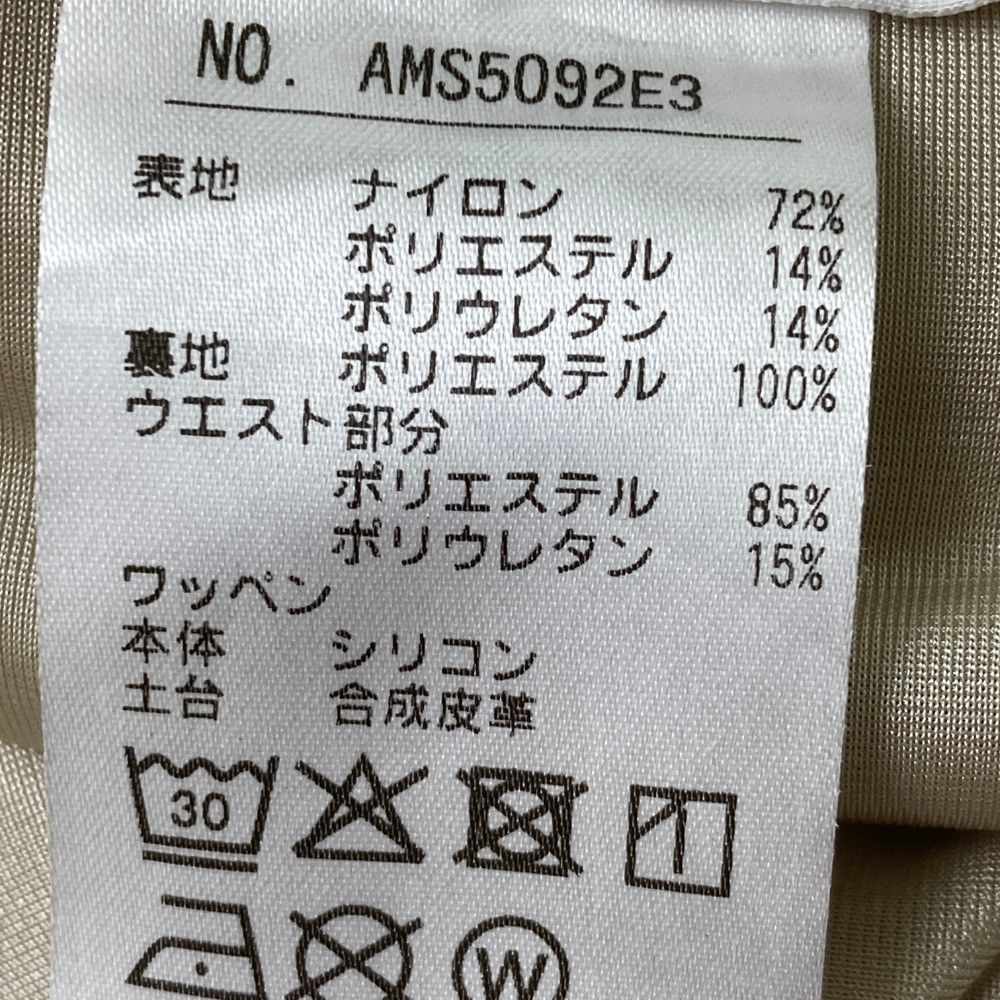 NO. AMS5092E3
表地 ナイロン 72%
ポリエステル 14%
ポリウレタン 14%
裏地 ポリエステル 100%
ウエスト部分
ポリエステル 85%
ポリウレタン 15%
ワッペン
本体 シリコン
土台 合成皮革
30
W